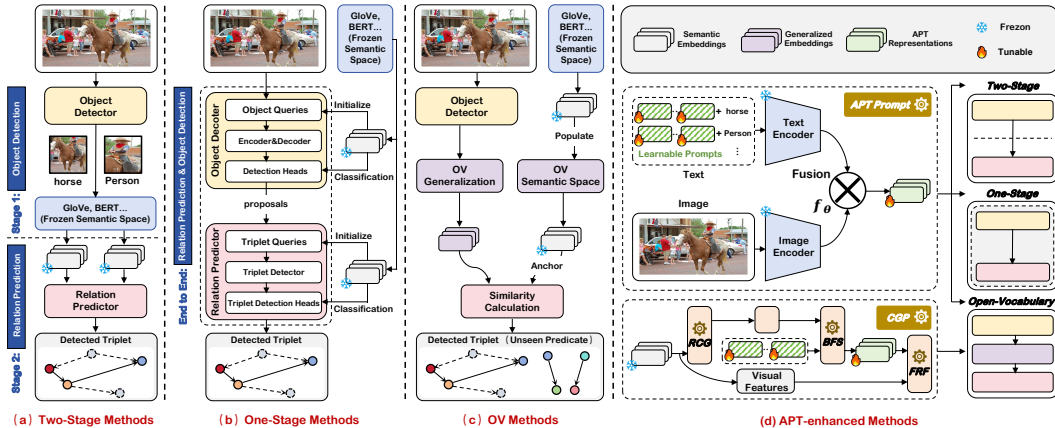 Stage 1: Object Detection
Stage 2: Relation Prediction
Object
Detector
horse
Person
GloVe, BERT...
(Frozen Semantic Space)
Relation
Predictor
Detected Triplet
(a) Two-Stage Methods
End to End: Relation Prediction & Object Detection
GloVe,
BERT...
(Frozen
Semantic
Space)
Object Decoter
Object Queries
Encoder&Decoder
Detection Heads
Initialize
Classification
proposals
Relation Predictor
Triplet Queries
Triplet Detector
Triplet Detection Heads
Initialize
Classification
Detected Triplet
(b) One-Stage Methods
GloVe,
BERT...
(Frozen
Semantic
Space)
Object
Detector
Populate
OV
Generalization
OV
Semantic Space
Anchor
Similarity
Calculation
Detected Triplet (Unseen Predicate)
(c) OV Methods
Semantic
Embeddings
Generalized
Embeddings
APT
Representations
Frezon
Tunable
APT Prompt
+ horse
+ Person
Learnable Prompts
Text
Text
Encoder
Fusion
fθ
Image
Image
Encoder
CGP
RCG
BFS
FRF
Visual
Features
Two-Stage
One-Stage
Open-Vocabulary
(d) APT-enhanced Methods